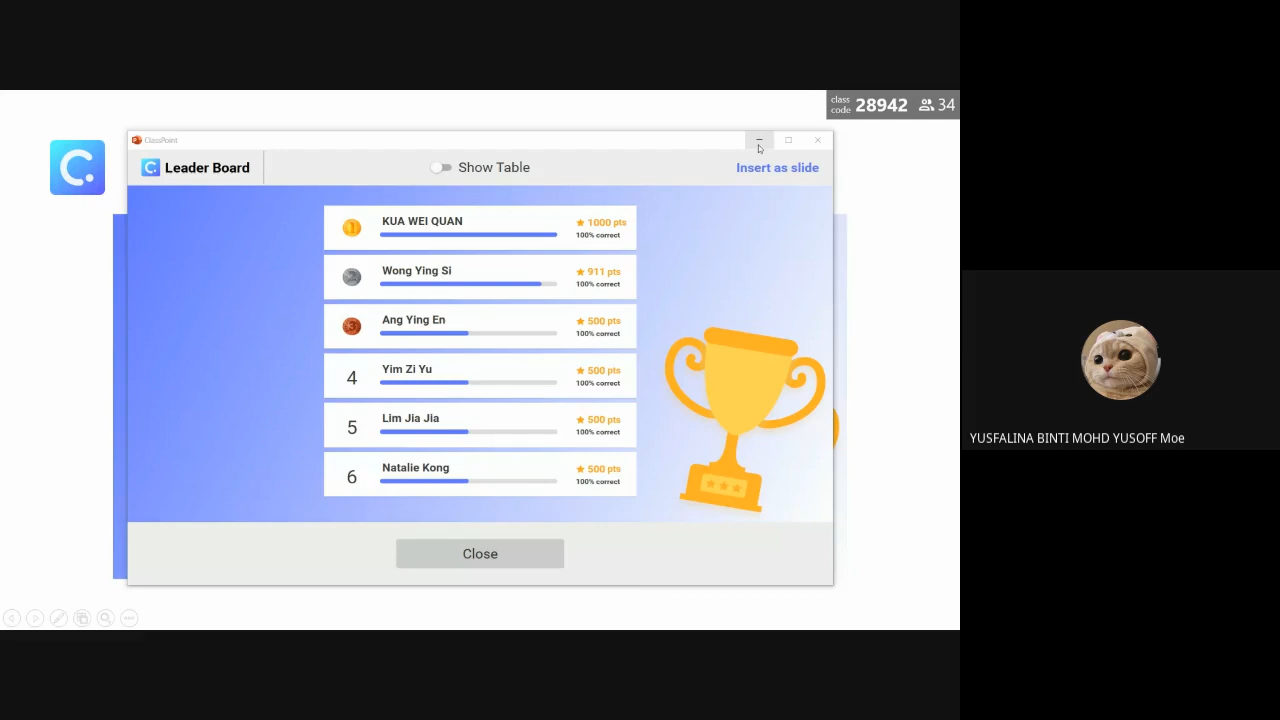 class code 28942 34
ClassPoint
Leader Board
Show Table
Insert as slide
1 KUA WEI QUAN 1000 pts
100% correct
2 Wong Ying Si 911 pts
100% correct
3 Ang Ying En 500 pts
100% correct
4 Yim Zi Yu 500 pts
100% correct
5 Lim Jia Jia 500 pts
100% correct
6 Natalie Kong 500 pts
100% correct
Close
YUSFALINA BINTI MOHD YUSOFF Moe